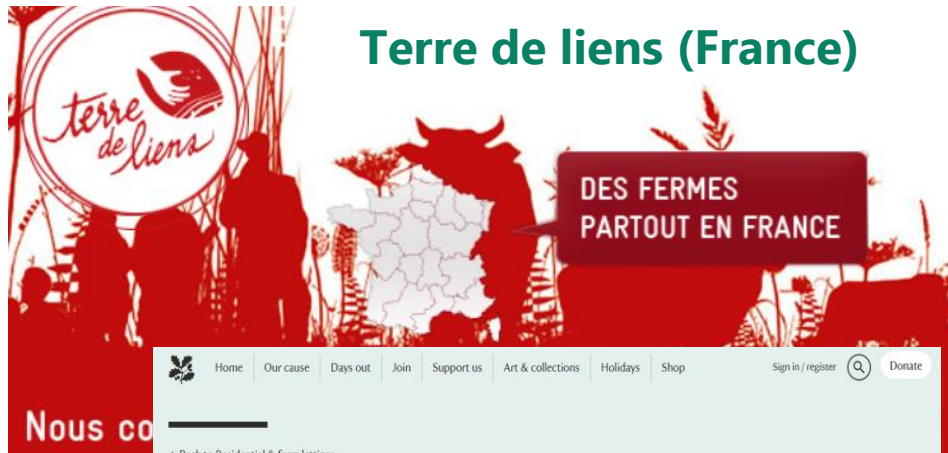 Terre de liens (France)
terre
de liens
DES FERMES
PARTOUT EN FRANCE
Home Our cause Days out Join Support us Art & collections Holidays Shop Sign in / register Donate
Nous co